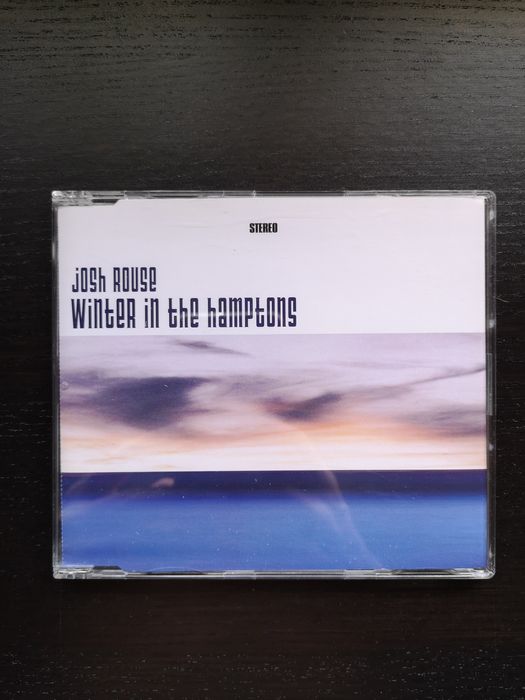 STEREO
Josh Rouse
Winter in the hamptons